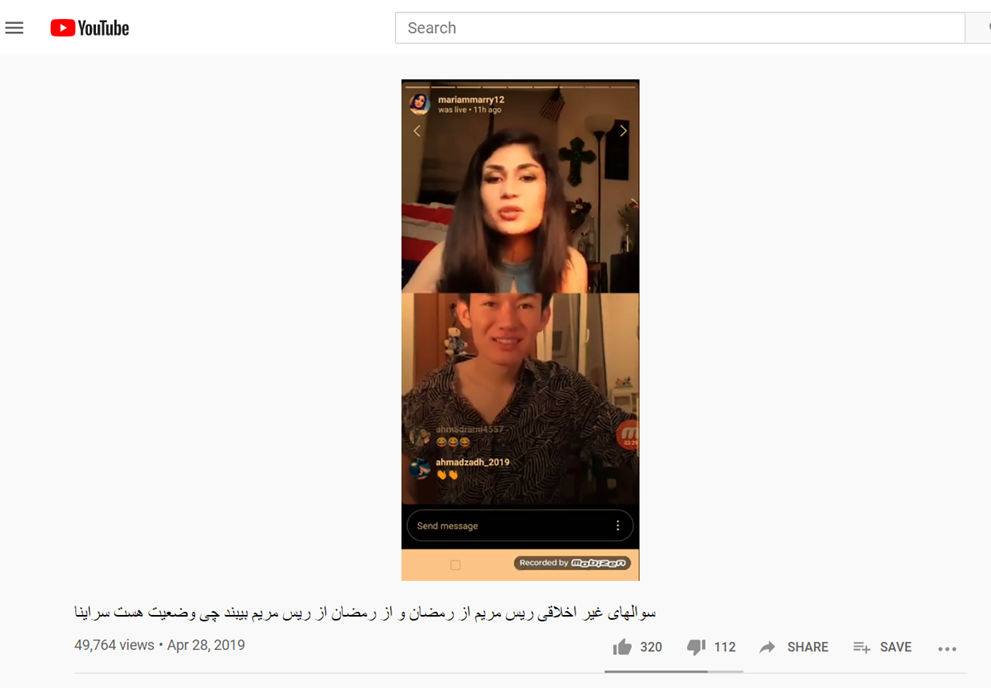 YouTube
Search
mariammarry12
was live • 11h ago
ahmadrami4557
😂😂😂
ahmadzadh_2019
👏👏
Send message
Recorded by Mobizen
سوالهای غیر اخلاقی ریس مریم از رمضان و از رمضان از ریس مریم بیبند چی وضعیت هست سراینا
49,764 views • Apr 28, 2019
320
112
SHARE
SAVE